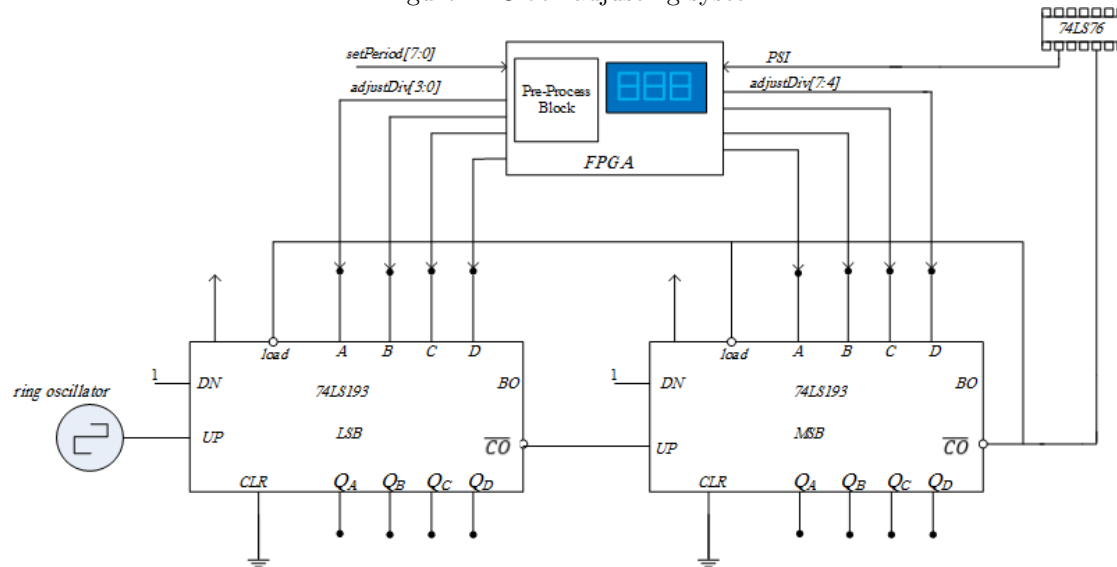 74LS76
setPeriod[7:0]
PSI
adjustDiv[3:0]
adjustDiv[7:4]
Pre-Process
Block
FPGA
load A B C D
load A B C D
1 DN 74LS193 BO
1 DN 74LS193 BO
ring oscillator
UP LSB CO
UP MSB CO
CLR QA QB QC QD
CLR QA QB QC QD